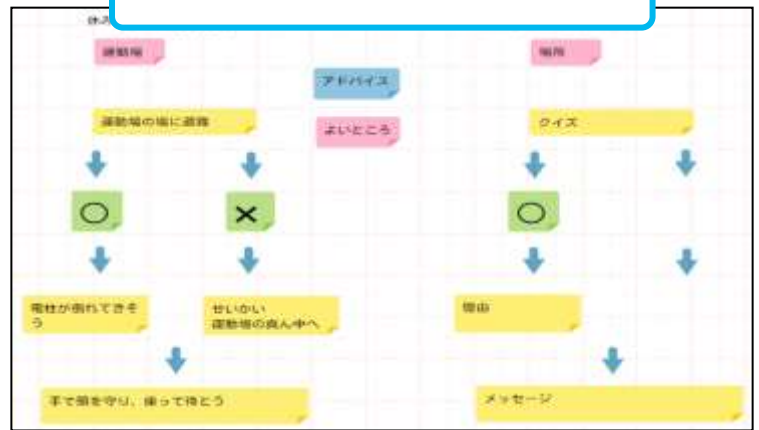 運動場
場所
アドバイス
運動場の端に避難
よいところ
クイズ
○
×
○
電柱が倒れてきそ
う
せいかい
運動場の真ん中へ
理由
手で頭を守り、座って待とう
メッセージ